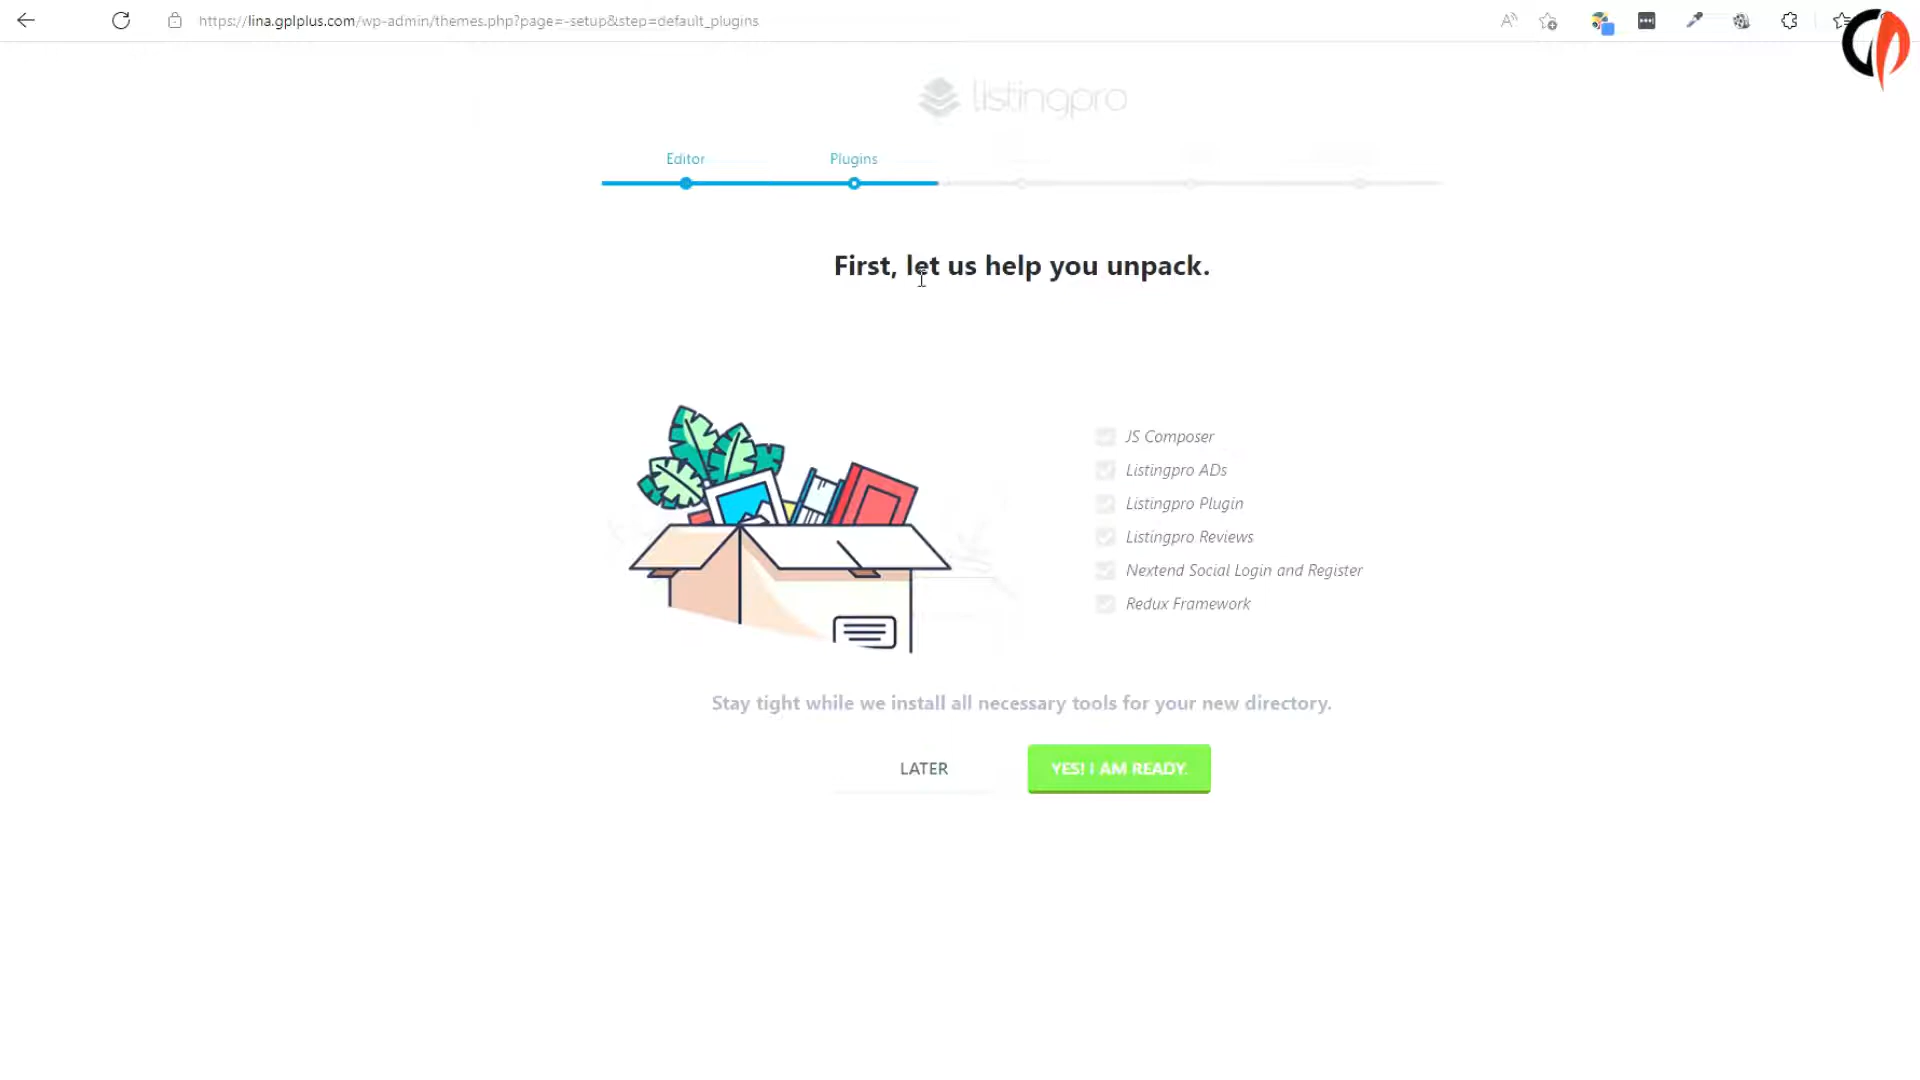 https://lina.gplplus.com/wp-admin/themes.php?page=-setup&step=default_plugins
listingpro
Editor
Plugins
First, let us help you unpack.
JS Composer
Listingpro ADs
Listingpro Plugin
Listingpro Reviews
Nextend Social Login and Register
Redux Framework
Stay tight while we install all necessary tools for your new directory.
LATER
YES! I AM READY.